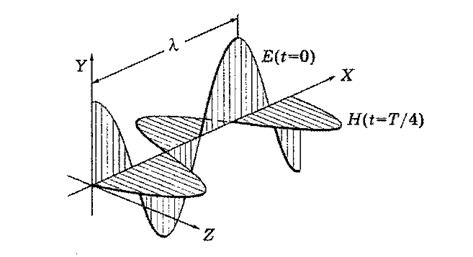 λ
Y
E(t=0)
X
H(t=T/4)
Z